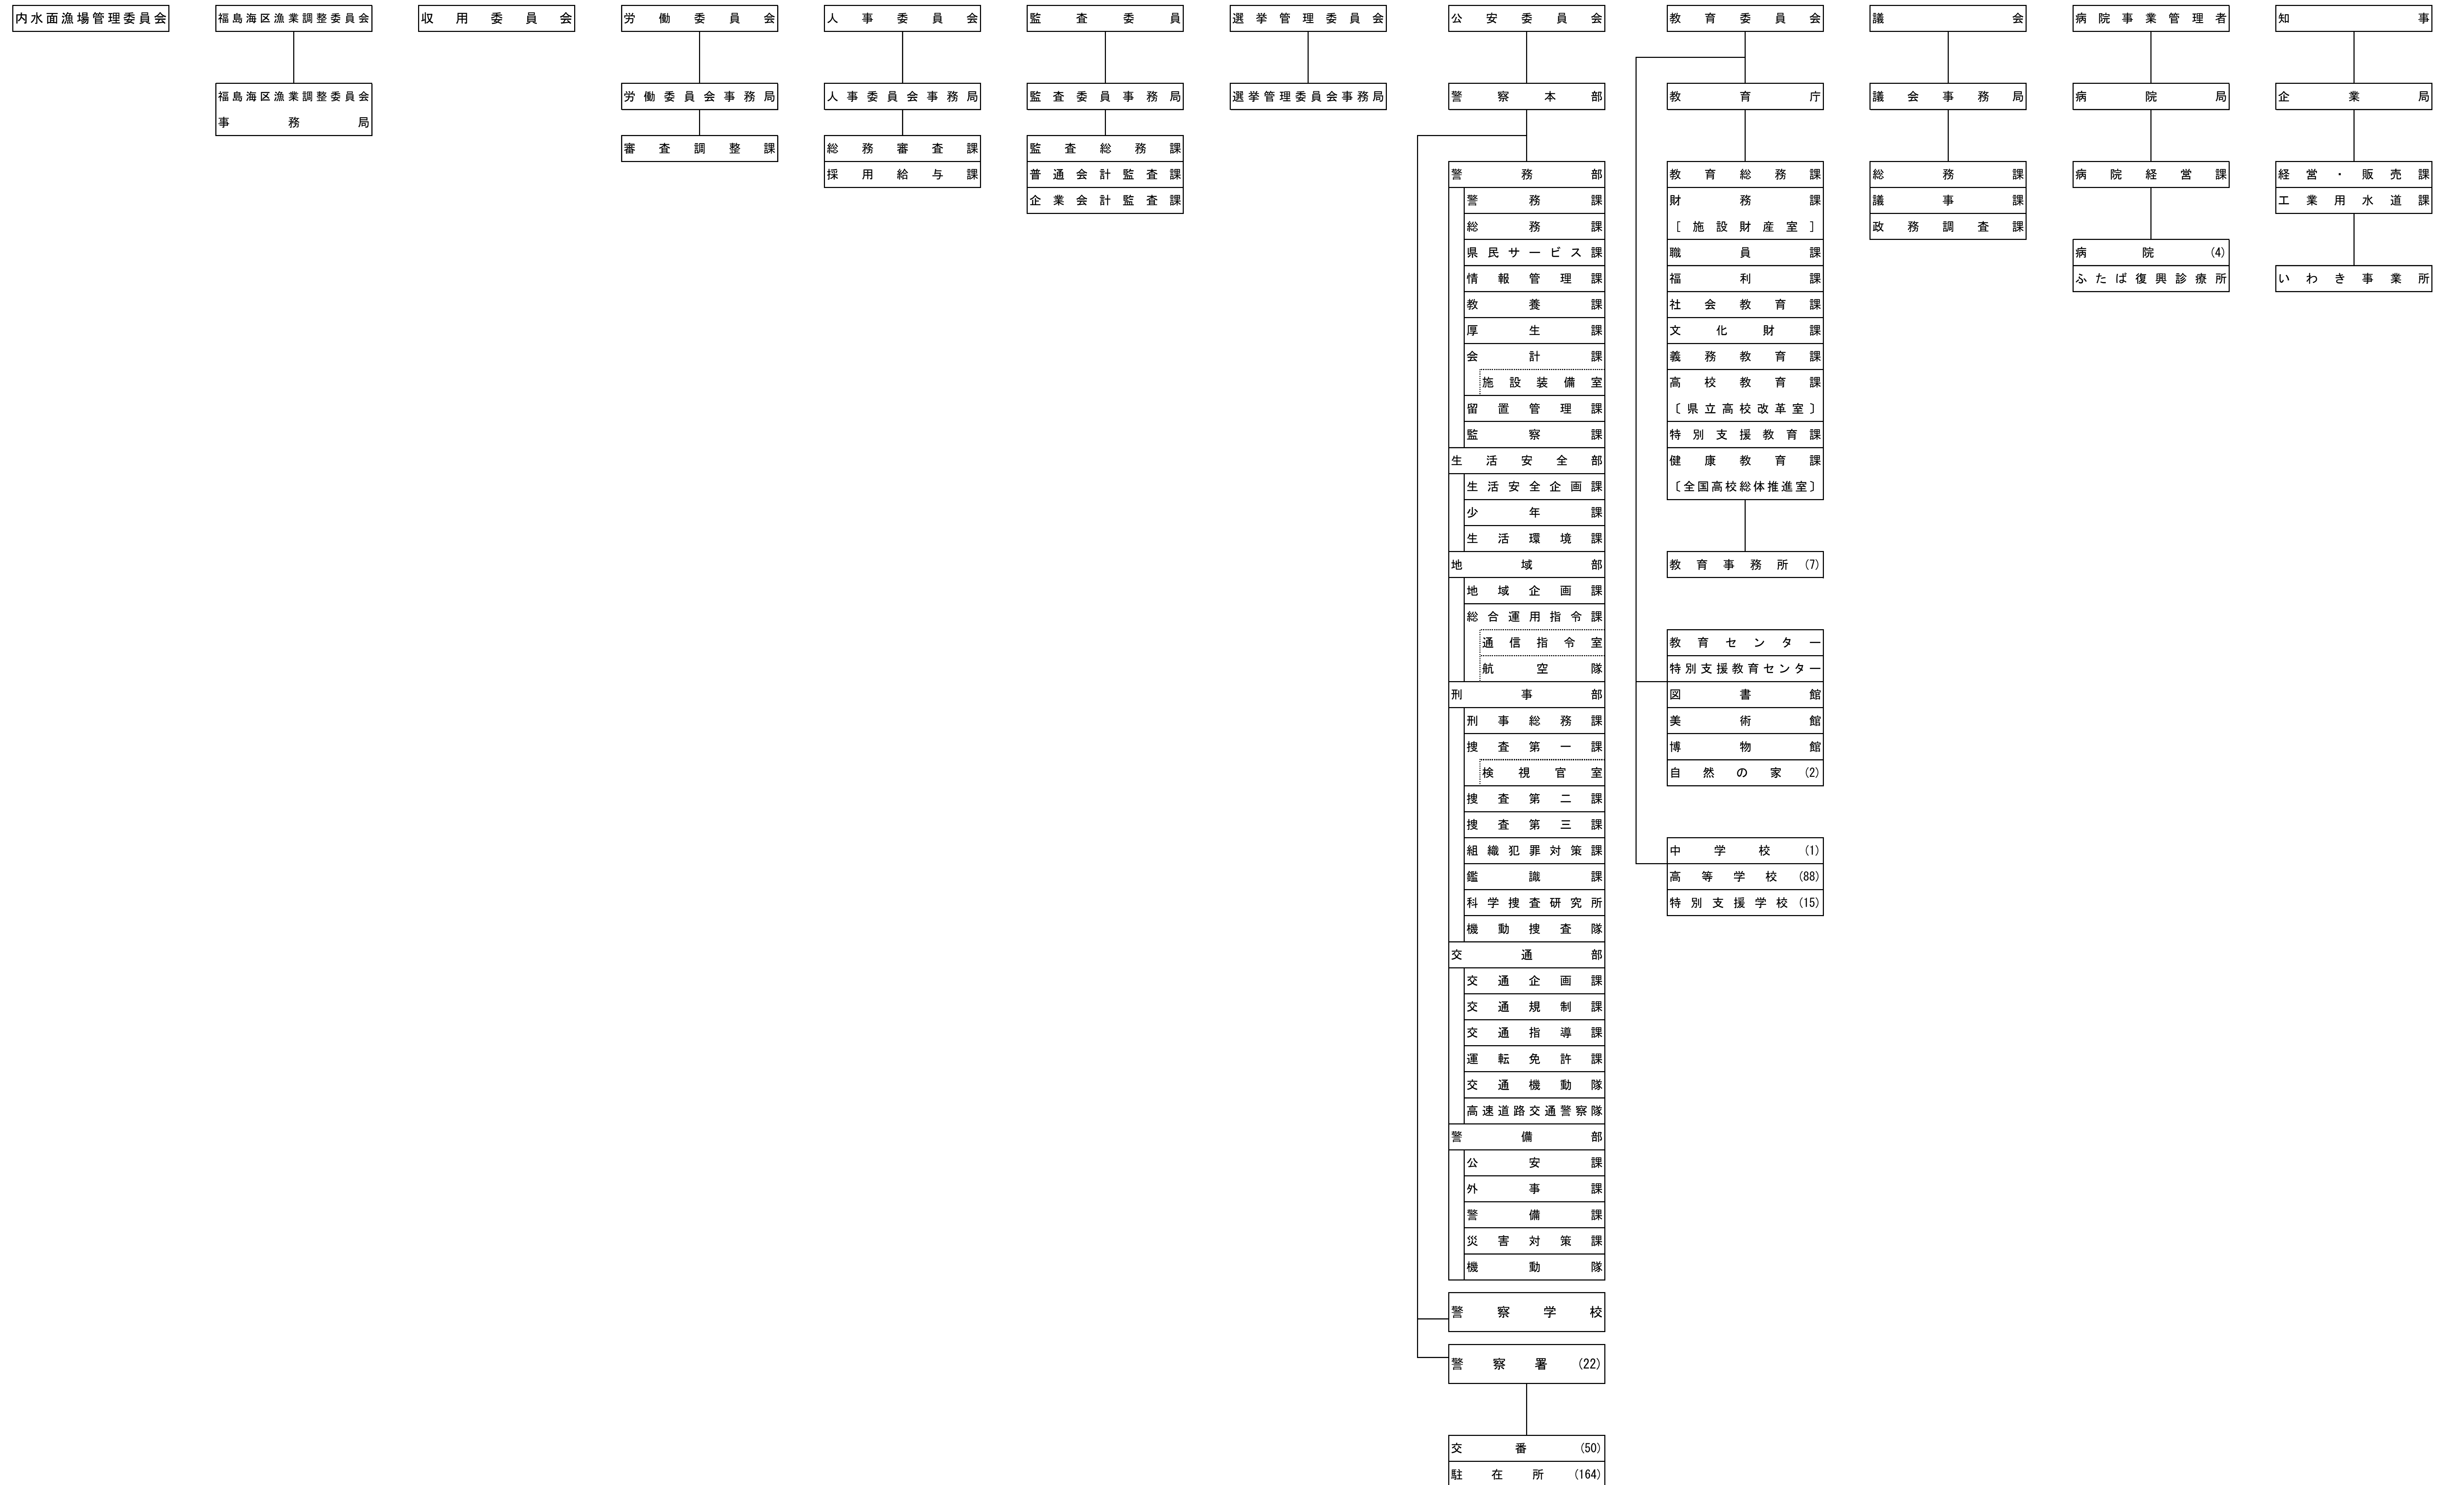 内水面漁場管理委員会
福島海区漁業調整委員会
福島海区漁業調整委員会
事務局
収用委員会
労働委員会
労働委員会事務局
審査調整課
人事委員会
人事委員会事務局
総務審査課
採用給与課
監査委員
監査委員事務局
監査総務課
普通会計監査課
企業会計監査課
選挙管理委員会
選挙管理委員会事務局
公安委員会
警察本部
警務部
警務課
総務課
県民サービス課
情報管理課
教養課
厚生課
会計課
施設装備室
留置管理課
監察課
生活安全部
生活安全企画課
少年課
生活環境課
地域部
地域企画課
総合運用指令課
通信指令室
航空隊
刑事部
刑事総務課
捜査第一課
検視官室
捜査第二課
捜査第三課
組織犯罪対策課
鑑識課
科学捜査研究所
機動捜査隊
交通部
交通企画課
交通規制課
交通指導課
運転免許課
交通機動隊
高速道路交通警察隊
警備部
公安課
外事課
警備課
災害対策課
機動隊
警察学校
警察署(22)
交番(50)
駐在所(164)
教育委員会
教育庁
教育総務課
財務課
[施設財産室]
職員課
福利課
社会教育課
文化財課
義務教育課
高校教育課
〔県立高校改革室〕
特別支援教育課
健康教育課
〔全国高校総体推進室〕
教育事務所(7)
教育センター
特別支援教育センター
図書館
美術館
博物館
自然の家(2)
中学校(1)
高等学校(88)
特別支援学校(15)
議会
議会事務局
総務課
議事課
政務調査課
病院事業管理者
病院局
病院経営課
病院(4)
ふたば復興診療所
知事
企業局
経営・販売課
工業用水道課
いわき事業所